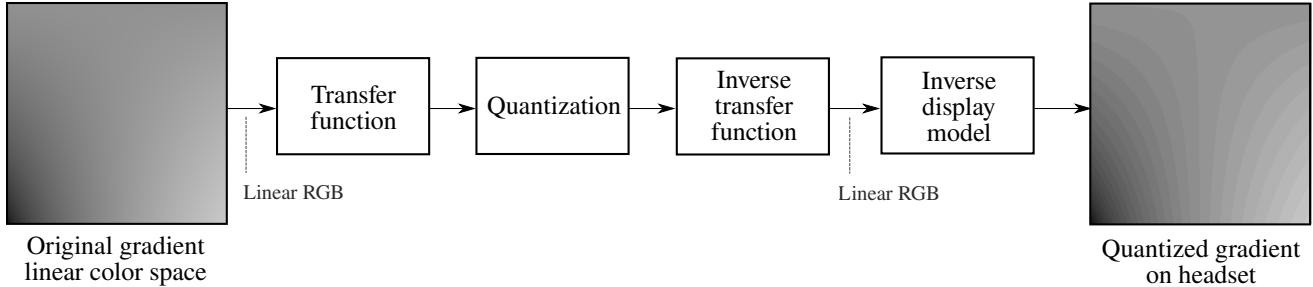 Transfer
function
Quantization
Inverse
transfer
function
Inverse
display
model
Linear RGB
Linear RGB
Original gradient
linear color space
Quantized gradient
on headset